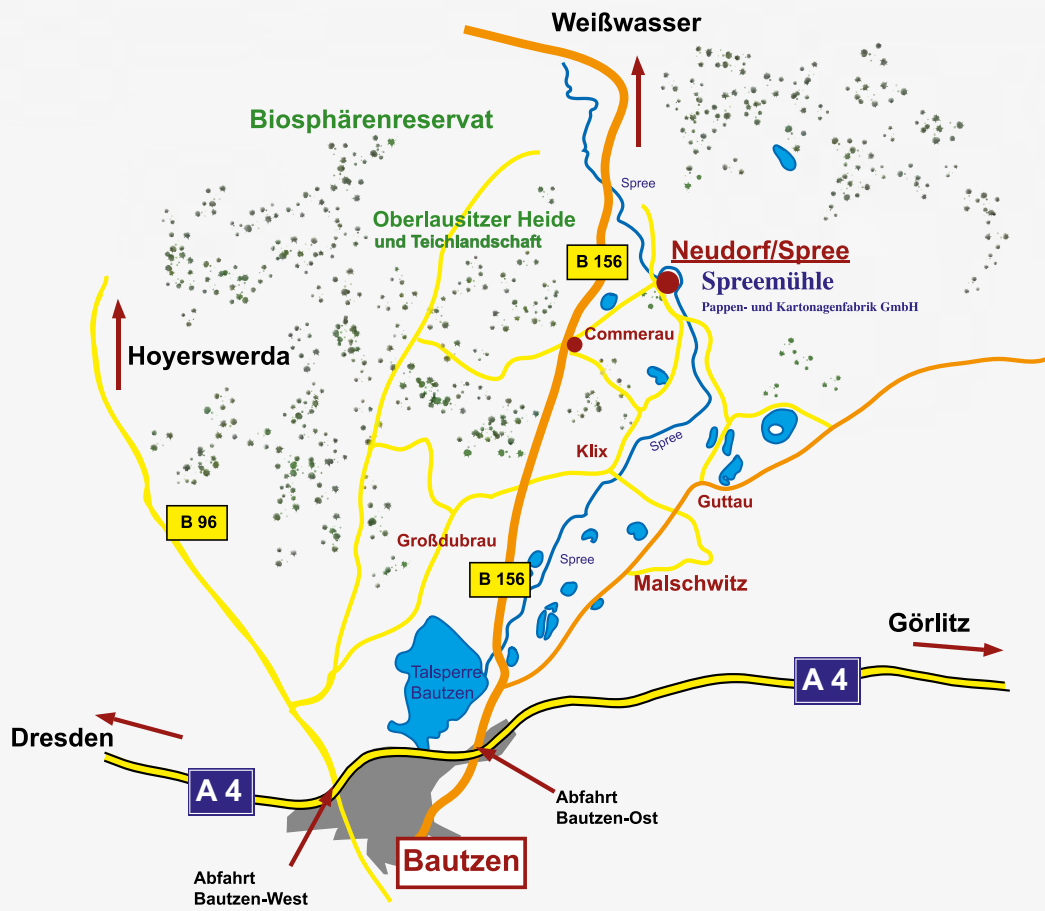 Weißwasser
Biosphärenreservat
Spree
Oberlausitzer Heide
und Teichlandschaft
Neudorf/Spree
B 156
Spreemühle
Pappen- und Kartonagenfabrik GmbH
Commerau
Hoyerswerda
Klix
Spree
Guttau
B 96
Großdubrau
Spree
B 156
Malschwitz
Görlitz
Talsperre
Bautzen
A 4
Dresden
A 4
Abfahrt
Bautzen-Ost
Bautzen
Abfahrt
Bautzen-West